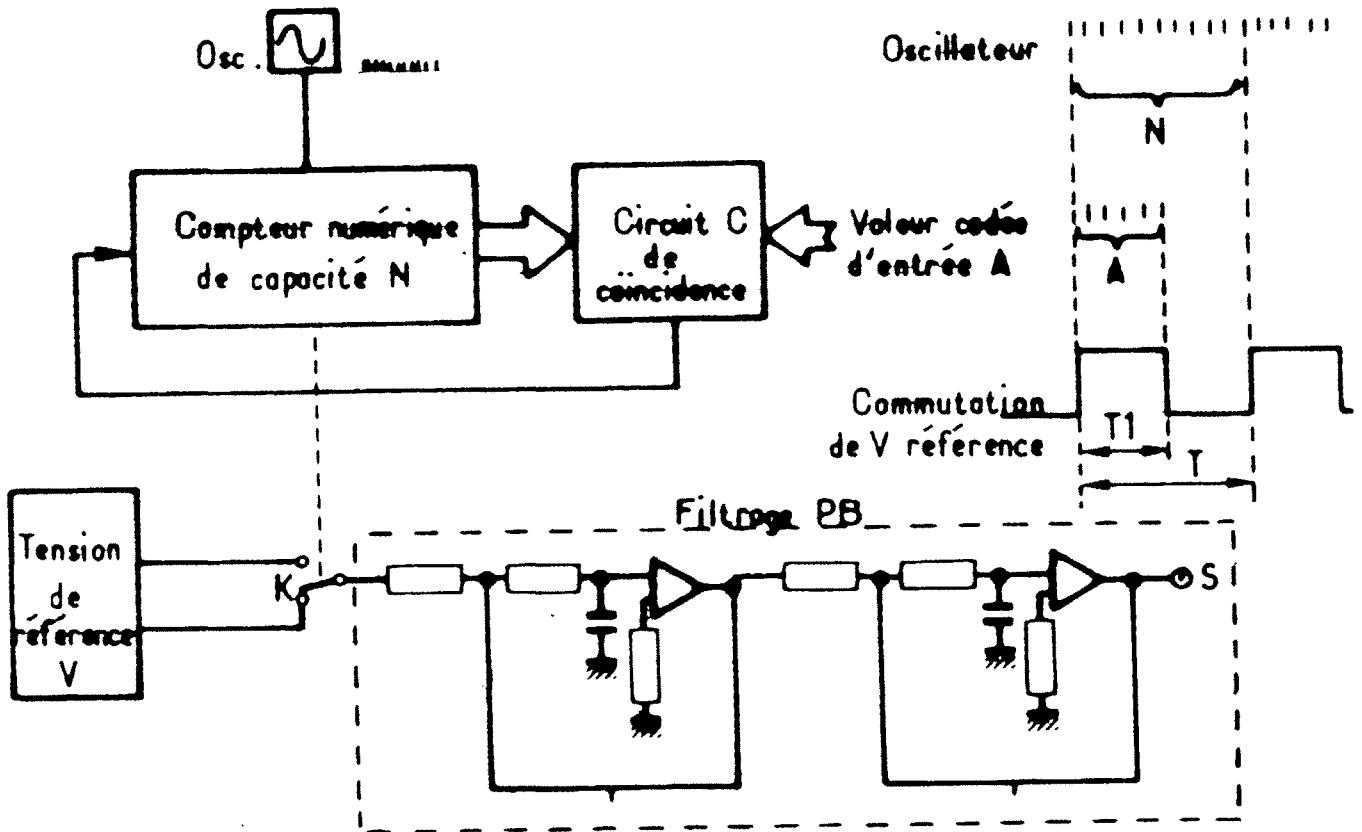 Osc.
Oscillateur
N
Compteur numérique
de capacité N
Circuit C
de
coïncidence
Valeur codée
d'entrée A
A
Commutation
de V référence
T1
T
Filtrage PB
Tension
de
référence
V
K
S